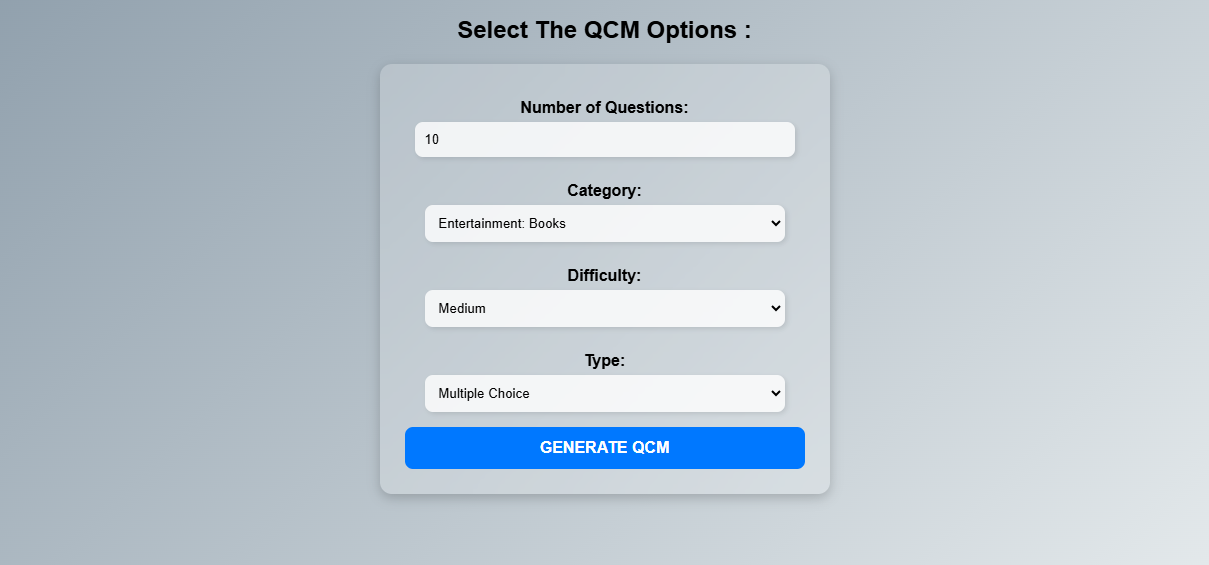 Select The QCM Options :
Number of Questions:
10
Category:
Entertainment: Books
Difficulty:
Medium
Type:
Multiple Choice
GENERATE QCM